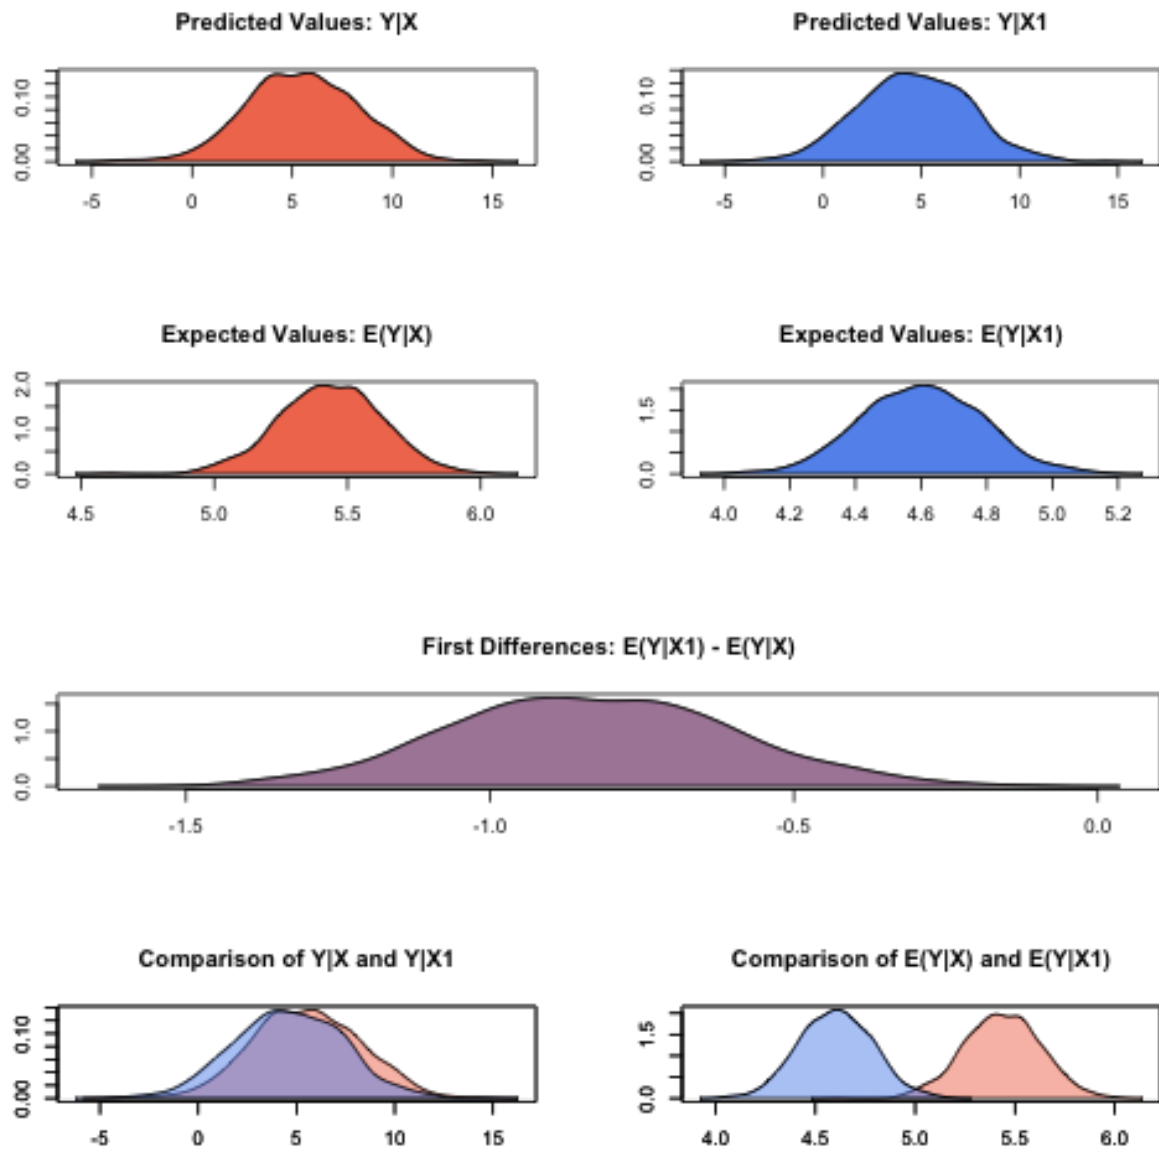 Predicted Values: Y|X
0.00 0.10
-5 0 5 10 15
Predicted Values: Y|X1
0.00 0.10
-5 0 5 10 15
Expected Values: E(Y|X)
0.0 1.0 2.0
4.5 5.0 5.5 6.0
Expected Values: E(Y|X1)
0.0 1.5
4.0 4.2 4.4 4.6 4.8 5.0 5.2
First Differences: E(Y|X1) - E(Y|X)
0.0 1.0
-1.5 -1.0 -0.5 0.0
Comparison of Y|X and Y|X1
0.00 0.10
-5 0 5 10 15
Comparison of E(Y|X) and E(Y|X1)
0.0 1.5
4.0 4.5 5.0 5.5 6.0